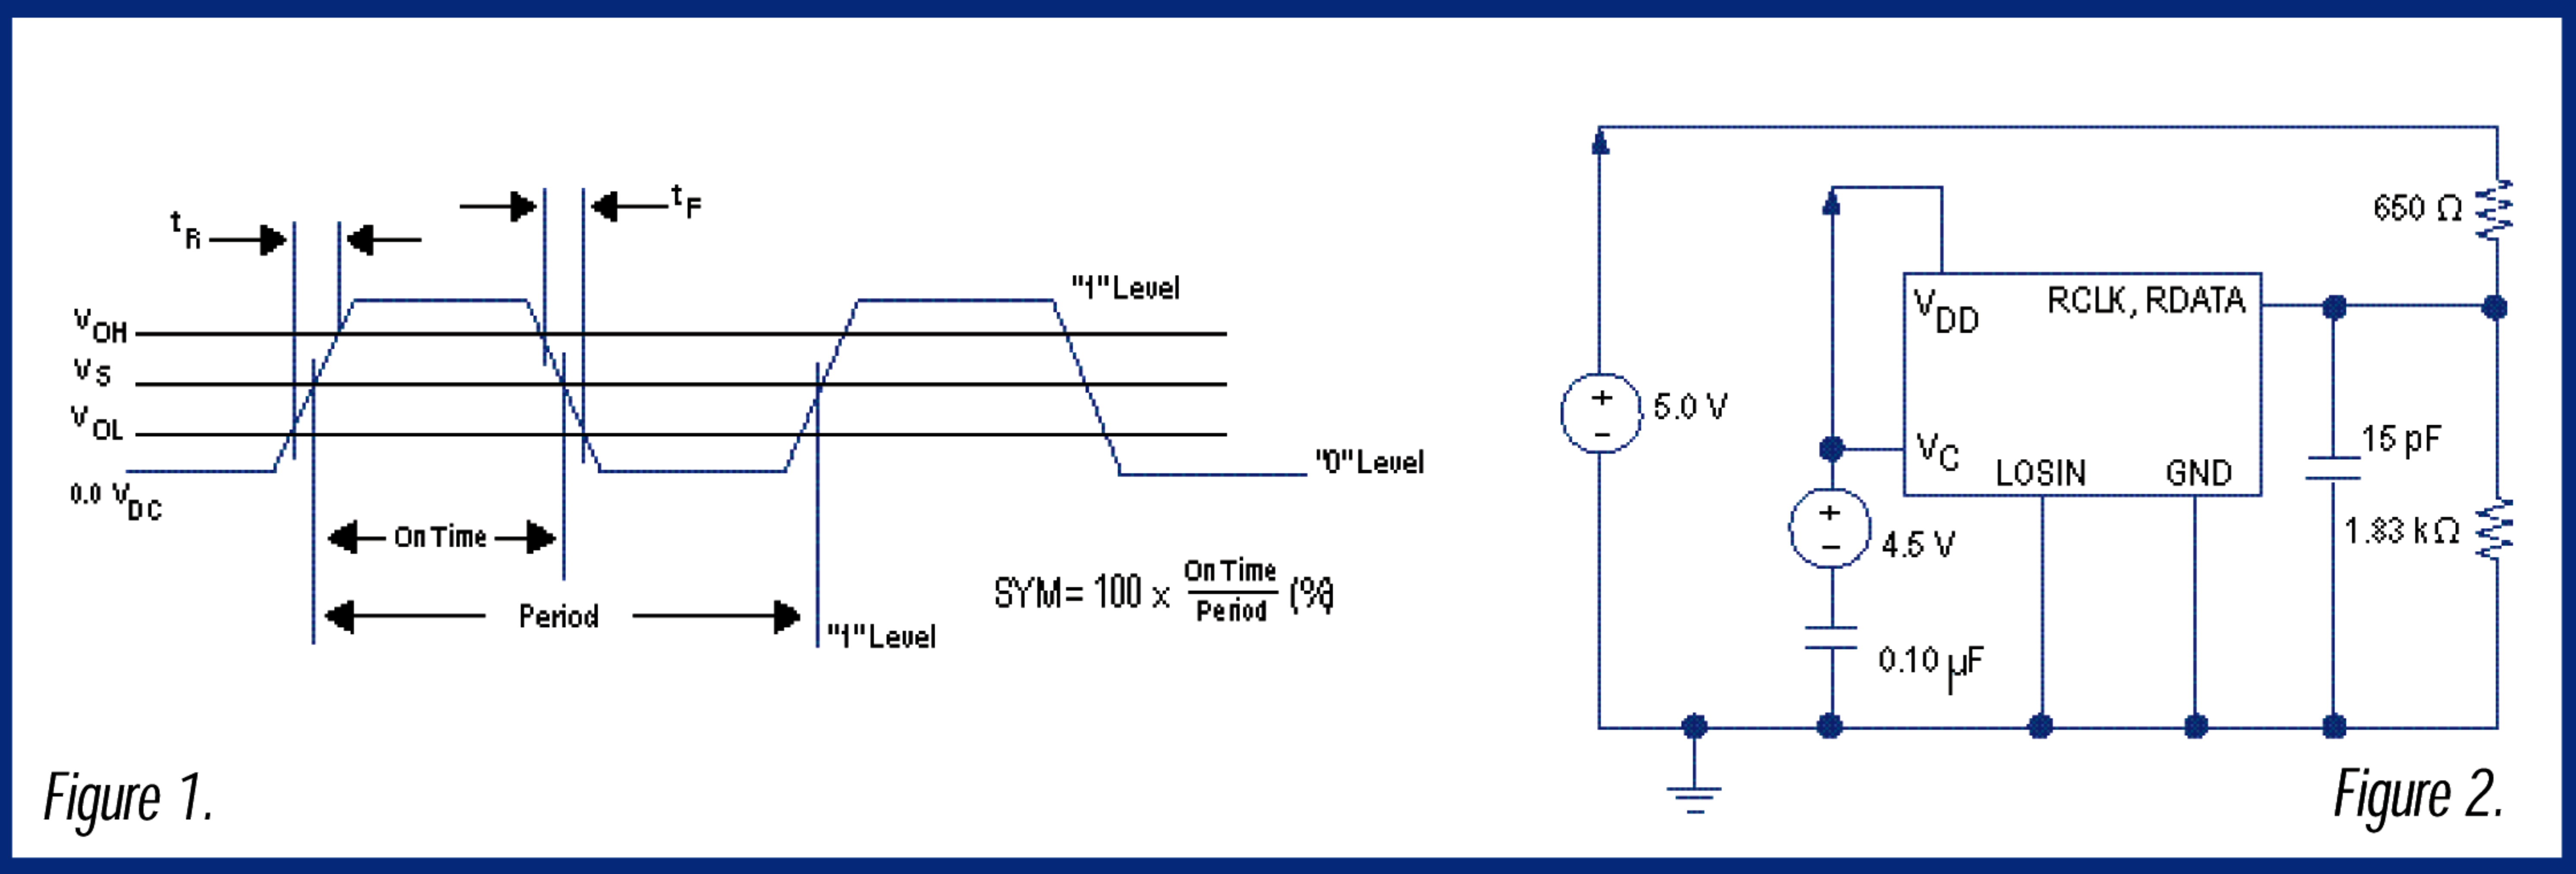 tR
tF
"1" Level
VOH
VS
VOL
"0" Level
0.0 VDC
On Time
Period
"1" Level
SYM = 100 x On Time / Period (%)
Figure 1.
650 Ω
VDD
RCLK, RDATA
+
−
5.0 V
VC
LOSIN
GND
15 pF
+
−
4.5 V
1.83 kΩ
0.10 µF
Figure 2.